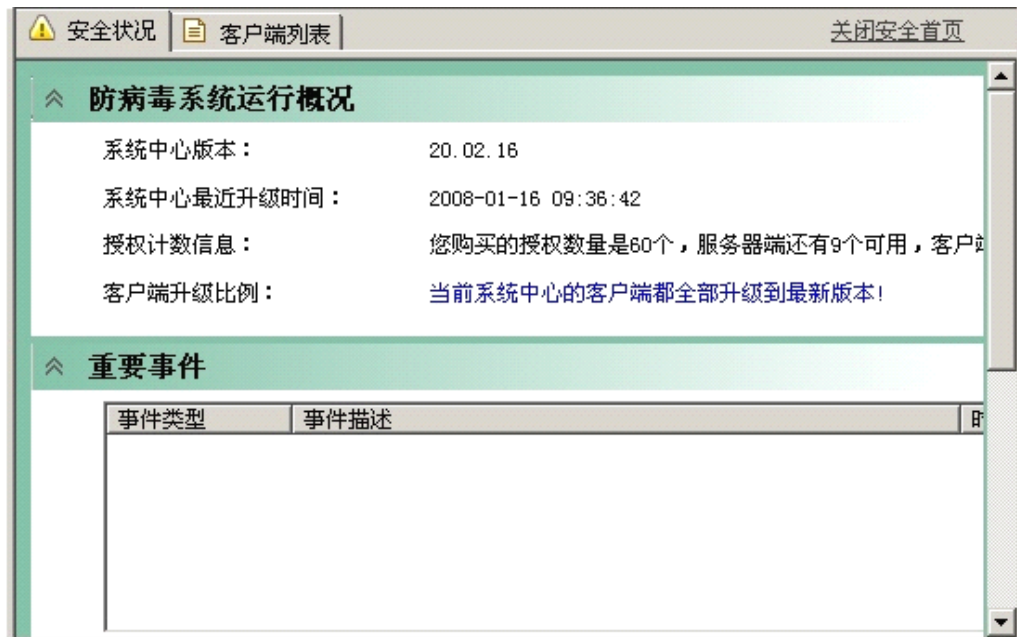 安全状况 客户端列表 关闭安全首页
防病毒系统运行概况
系统中心版本： 20.02.16
系统中心最近升级时间： 2008-01-16 09:36:42
授权计数信息： 您购买的授权数量是60个，服务器端还有9个可用，客户
客户端升级比例： 当前系统中心的客户端都全部升级到最新版本!
重要事件
事件类型 事件描述